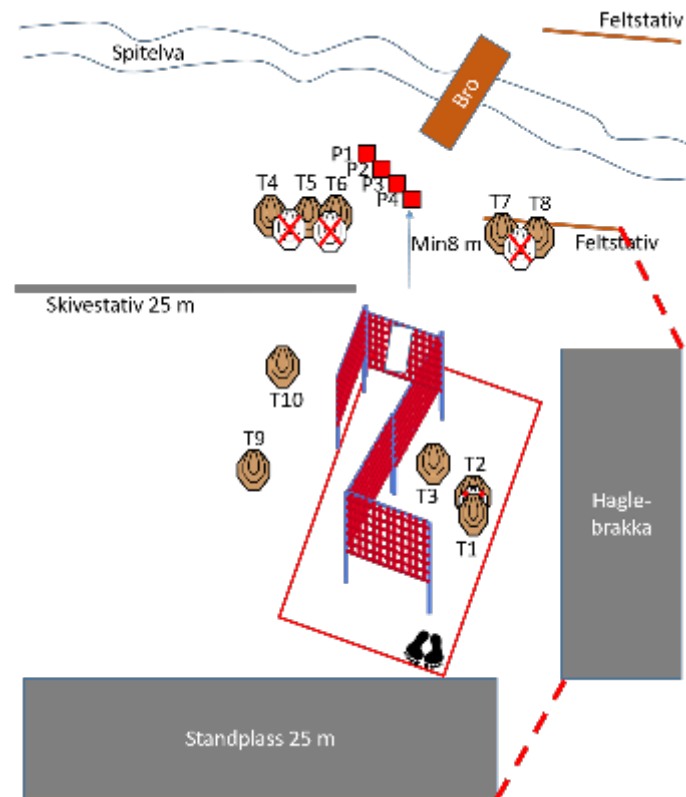 Feltstativ
Spitelva
Bro
P1
P2
P3
P4
T4 T5 T6
T7 T8
Min8 m
Feltstativ
Skivestativ 25 m
T10
T9
T2
T3
T1
Hagle-
brakka
Standplass 25 m